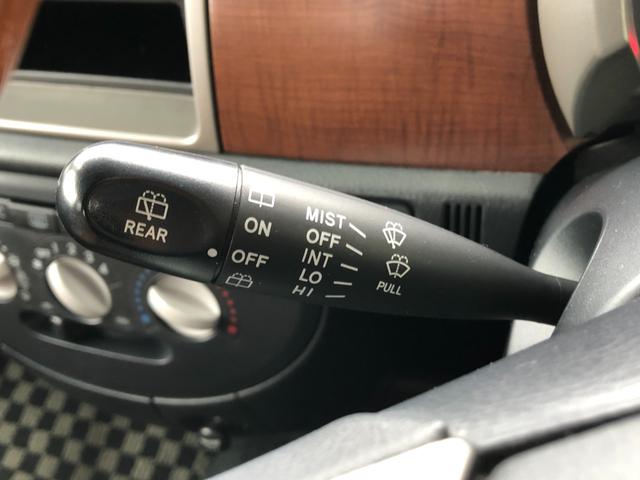 REAR
ON
OFF
MIST
OFF
INT
LO
HI
PULL